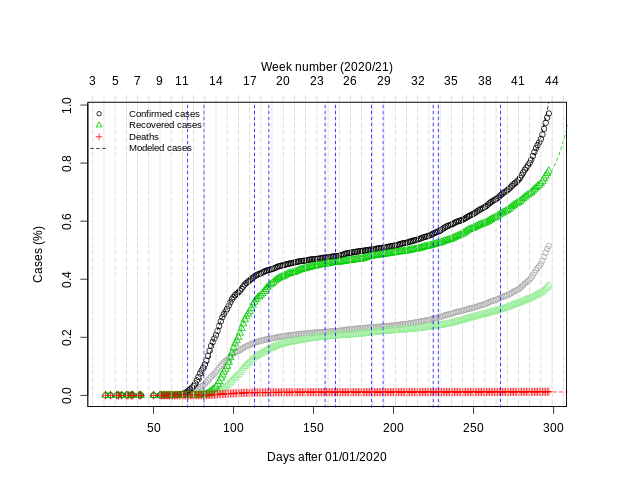 Week number (2020/21)
3 5 7 9 11 14 17 20 23 26 29 32 35 38 41 44
Confirmed cases
Recovered cases
Deaths
Modeled cases
Cases (%)
1.0
0.8
0.6
0.4
0.2
0.0
50 100 150 200 250 300
Days after 01/01/2020